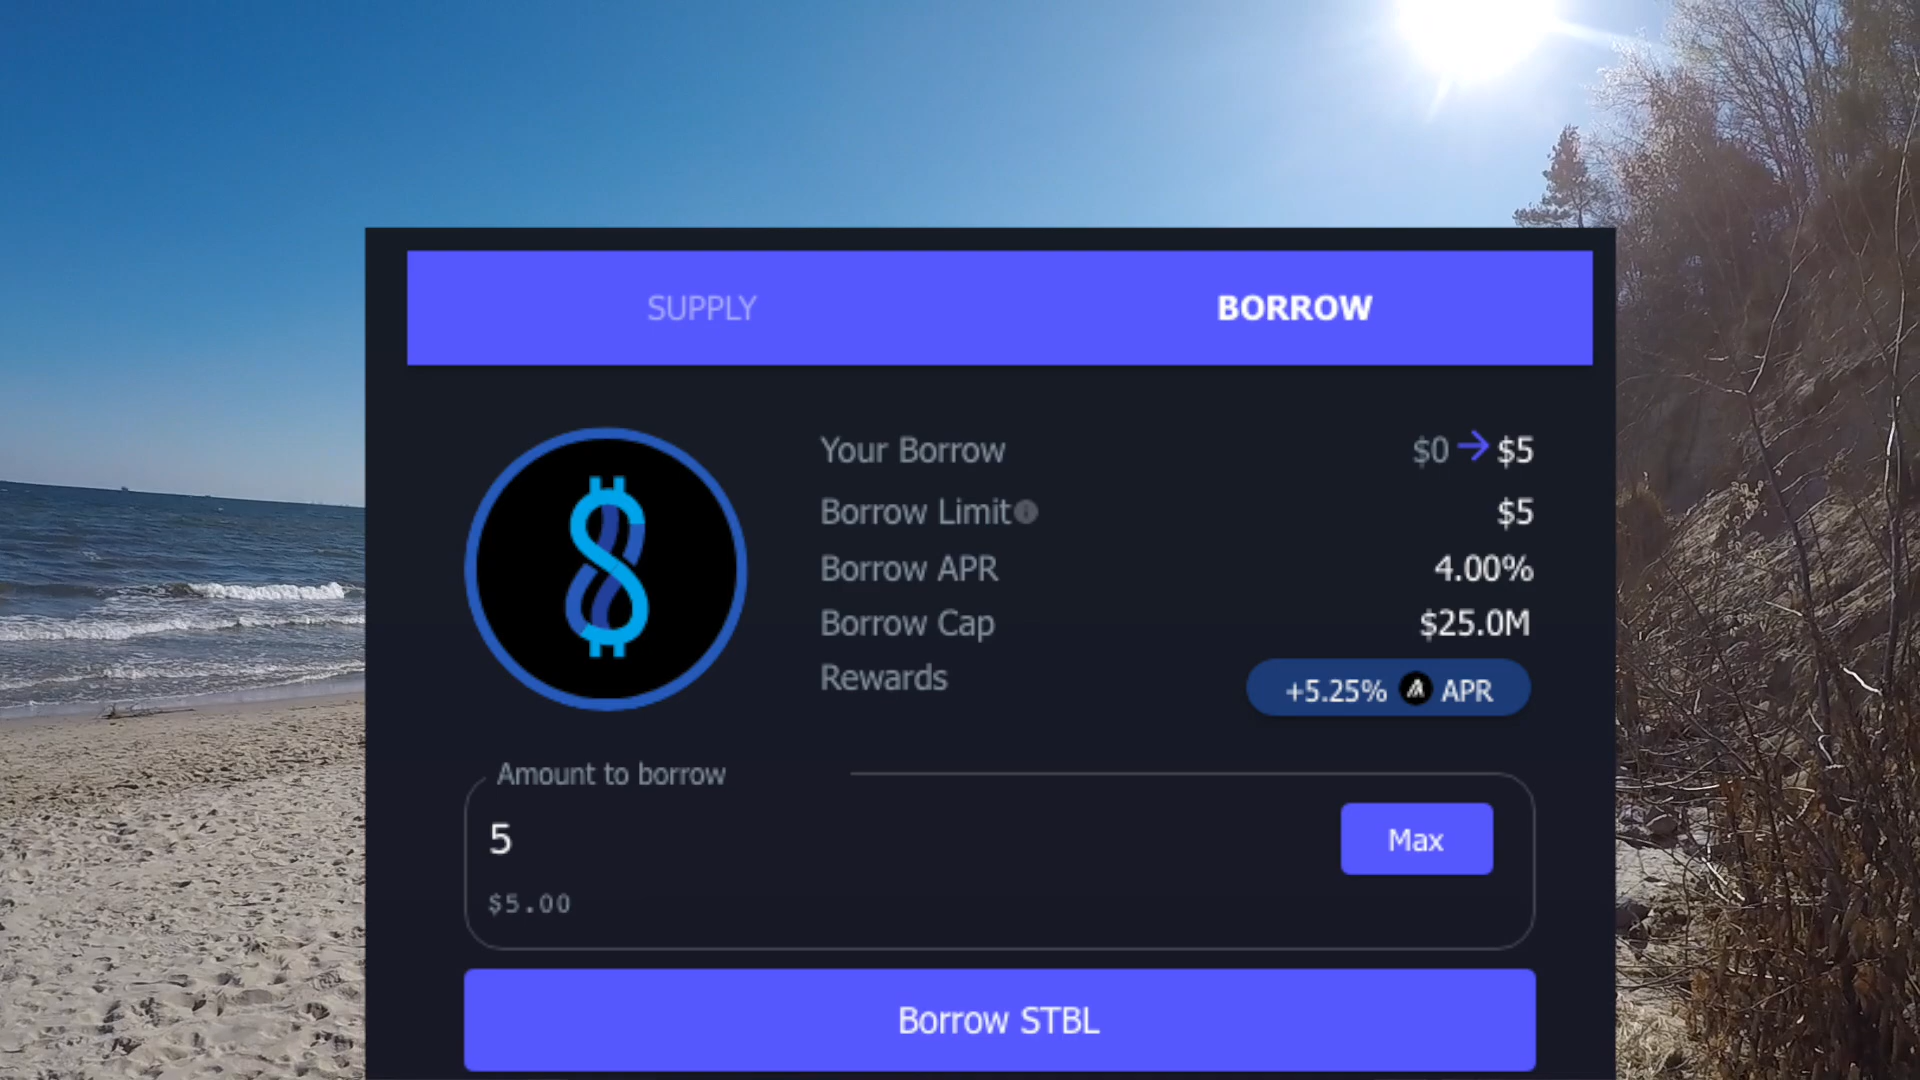 SUPPLY BORROW
Your Borrow $0 → $5
Borrow Limit $5
Borrow APR 4.00%
Borrow Cap $25.0M
Rewards +5.25% APR
Amount to borrow
5 Max
$5.00
Borrow STBL